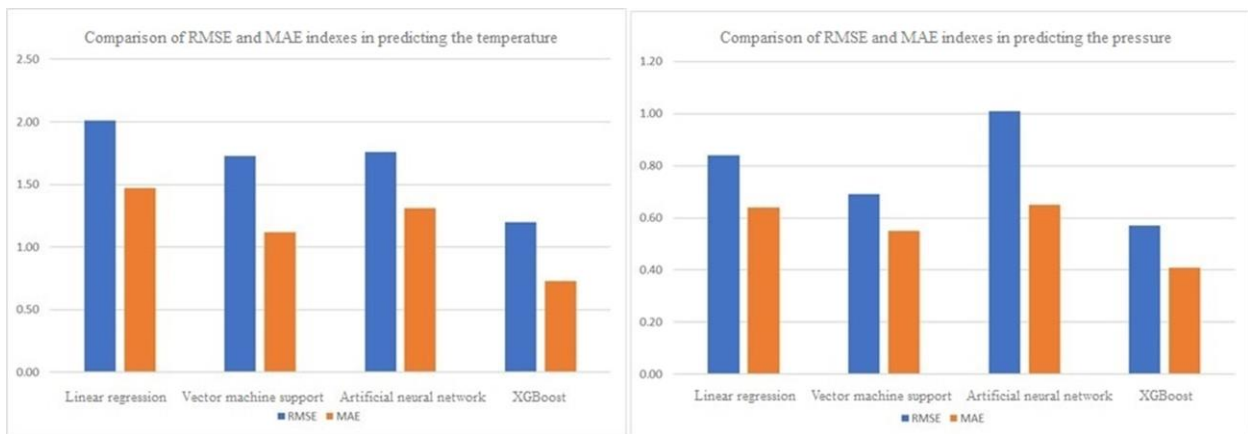 Comparison of RMSE and MAE indexes in predicting the temperature
2.50
2.00
1.50
1.00
0.50
0.00
Linear regression Vector machine support Artificial neural network XGBoost
RMSE MAE
Comparison of RMSE and MAE indexes in predicting the pressure
1.20
1.00
0.80
0.60
0.40
0.20
0.00
Linear regression Vector machine support Artificial neural network XGBoost
RMSE MAE